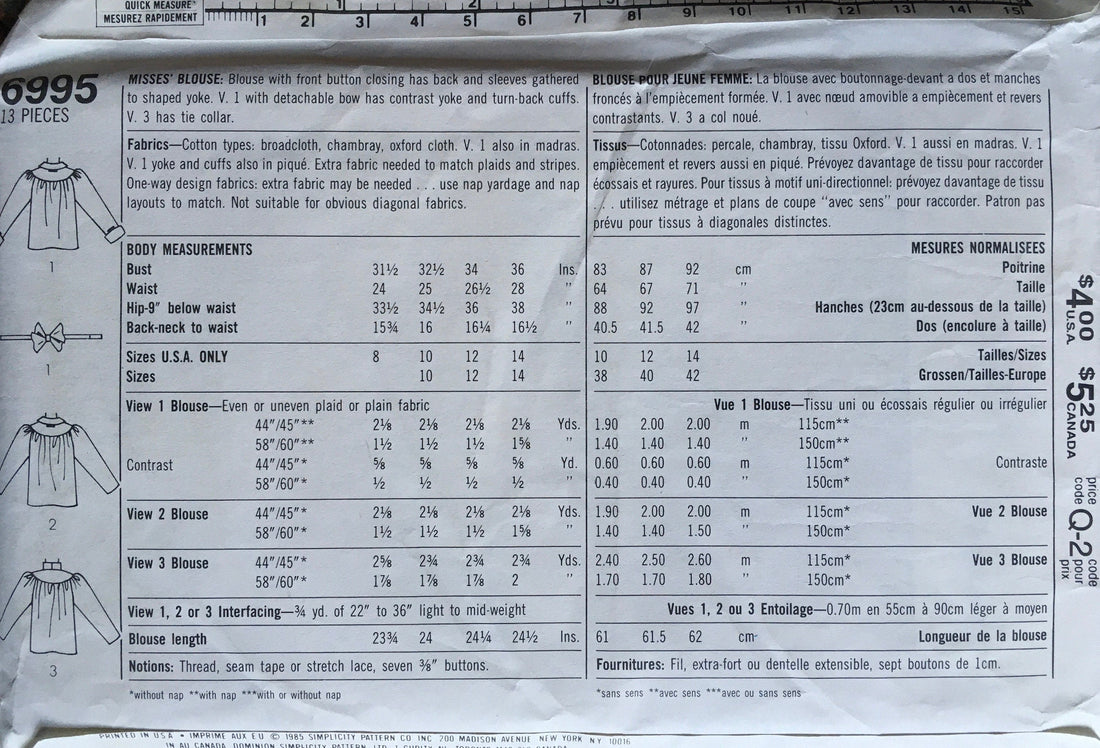 QUICK MEASURE*
MESUREZ RAPIDEMENT
1 2 3 4 5 6 7 8 9 10 11 12 13 14 15
6995
13 PIECES
MISSES' BLOUSE: Blouse with front button closing has back and sleeves gathered
to shaped yoke. V. 1 with detachable bow has contrast yoke and turn-back cuffs.
V. 3 has tie collar.
Fabrics—Cotton types: broadcloth, chambray, oxford cloth. V. 1 also in madras.
V. 1 yoke and cuffs also in piqué. Extra fabric needed to match plaids and stripes.
One-way design fabrics: extra fabric may be needed . . . use nap yardage and nap
layouts to match. Not suitable for obvious diagonal fabrics.
BODY MEASUREMENTS
Bust 31½ 32½ 34 36 Ins.
Waist 24 25 26½ 28 "
Hip-9" below waist 33½ 34½ 36 38 "
Back-neck to waist 15¾ 16 16¼ 16½ "
Sizes U.S.A. ONLY 8 10 12 14
Sizes 10 12 14
View 1 Blouse—Even or uneven plaid or plain fabric
44"/45"** 2⅛ 2⅛ 2⅛ 2⅛ Yds.
58"/60"** 1½ 1½ 1½ 1⅝ "
Contrast 44"/45"* ⅝ ⅝ ⅝ ⅝ Yd.
58"/60"* ½ ½ ½ ½ "
View 2 Blouse 44"/45"* 2⅛ 2⅛ 2⅛ 2⅛ Yds.
58"/60"* 1½ 1½ 1½ 1⅝ "
View 3 Blouse 44"/45"* 2⅝ 2¾ 2¾ 2¾ Yds.
58"/60"* 1⅞ 1⅞ 1⅞ 2 "
View 1, 2 or 3 Interfacing—¾ yd. of 22" to 36" light to mid-weight
Blouse length 23¾ 24 24¼ 24½ Ins.
Notions: Thread, seam tape or stretch lace, seven ⅜" buttons.
*without nap **with nap ***with or without nap
BLOUSE POUR JEUNE FEMME: La blouse avec boutonnage-devant a dos et manches
froncés à l'empiècement formée. V. 1 avec nœud amovible a empiècement et revers
contrastants. V. 3 a col noué.
Tissus—Cotonnades: percale, chambray, tissu Oxford. V. 1 aussi en madras. V. 1
empiècement et revers aussi en piqué. Prévoyez davantage de tissu pour raccorder
écossais et rayures. Pour tissus à motif uni-directionnel: prévoyez davantage de tissu
. . . utilisez métrage et plans de coupe "avec sens" pour raccorder. Patron pas
prévu pour tissus à diagonales distinctes.
MESURES NORMALISEES
83 87 92 cm Poitrine
64 67 71 " Taille
88 92 97 " Hanches (23cm au-dessous de la taille)
40.5 41.5 42 " Dos (encolure à taille)
10 12 14 Tailles/Sizes
38 40 42 Grossen/Tailles-Europe
Vue 1 Blouse—Tissu uni ou écossais régulier ou irrégulier
1.90 2.00 2.00 m 115cm**
1.40 1.40 1.40 " 150cm**
0.60 0.60 0.60 m 115cm* Contraste
0.40 0.40 0.40 " 150cm*
1.90 2.00 2.00 m 115cm* Vue 2 Blouse
1.40 1.40 1.50 " 150cm*
2.40 2.50 2.60 m 115cm* Vue 3 Blouse
1.70 1.70 1.80 " 150cm*
Vues 1, 2 ou 3 Entoilage—0.70m en 55cm à 90cm léger à moyen
61 61.5 62 cm Longueur de la blouse
Fournitures: Fil, extra-fort ou dentelle extensible, sept boutons de 1cm.
*sans sens **avec sens ***avec ou sans sens
1
1
2
3
$4.00 U.S.A.
$5.25 CANADA
price code Q-2 code pour prix
PRINTED IN U.S.A • IMPRIME AUX E U © 1985 SIMPLICITY PATTERN CO INC 200 MADISON AVENUE NEW YORK N Y 10016
IN AU CANADA DOMINION SIMPLICITY PATTERN LTD